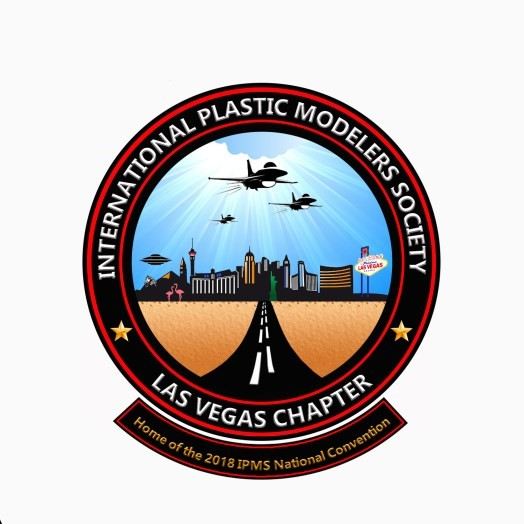 INTERNATIONAL PLASTIC MODELERS SOCIETY
LAS VEGAS
LAS VEGAS CHAPTER
Home of the 2018 IPMS National Convention